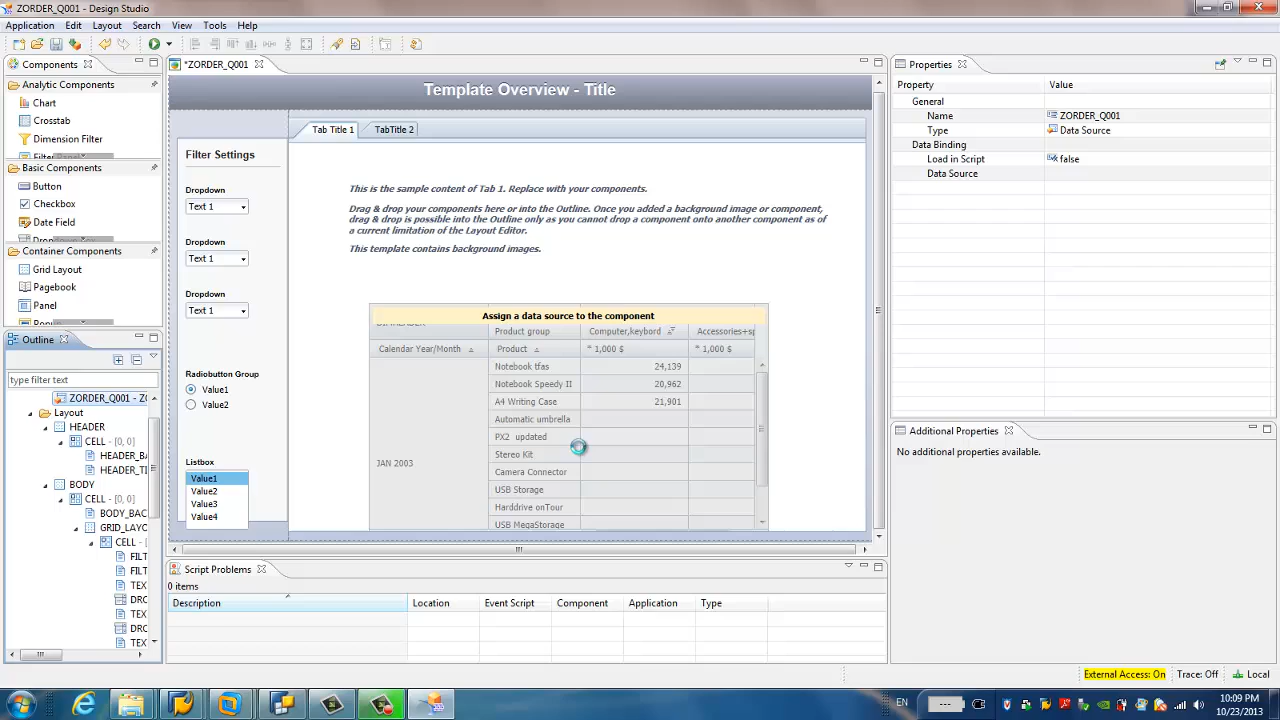 ZORDER_Q001 - Design Studio
Application Edit Layout Search View Tools Help
Components
Analytic Components
Chart
Crosstab
Dimension Filter
Basic Components
Button
Checkbox
Date Field
Container Components
Grid Layout
Pagebook
Panel
Outline
type filter text
ZORDER_Q001 - ZO
Layout
HEADER
CELL - [0, 0]
HEADER_BA
HEADER_TI
BODY
CELL - [0, 0]
BODY_BAC
GRID_LAYO
CELL -
FILT
FILT
TEX
DRO
TEX
DRO
TEX
*ZORDER_Q001
Template Overview - Title
Tab Title 1 TabTitle 2
Filter Settings
Dropdown
Text 1
Dropdown
Text 1
Dropdown
Text 1
Radiobutton Group
Value1
Value2
Listbox
Value1
Value2
Value3
Value4
This is the sample content of Tab 1. Replace with your components.
Drag & drop your components here or into the Outline. Once you added a background image or component,
drag & drop is possible into the Outline only as you cannot drop a component onto another component as of
a current limitation of the Layout Editor.
This template contains background images.
Assign a data source to the component
Product group Computer,keybord Accessories+sp
Calendar Year/Month Product * 1,000 $ * 1,000 $
Notebook tfas 24,139
Notebook Speedy II 20,962
A4 Writing Case 21,901
Automatic umbrella
PX2 updated
Stereo Kit
JAN 2003
Camera Connector
USB Storage
Harddrive onTour
USB MegaStorage
Script Problems
0 items
Description Location Event Script Component Application Type
Properties
Property Value
General
Name ZORDER_Q001
Type Data Source
Data Binding
Load in Script false
Data Source
Additional Properties
No additional properties available.
External Access: On Trace: Off Local
EN 10:09 PM
10/23/2013